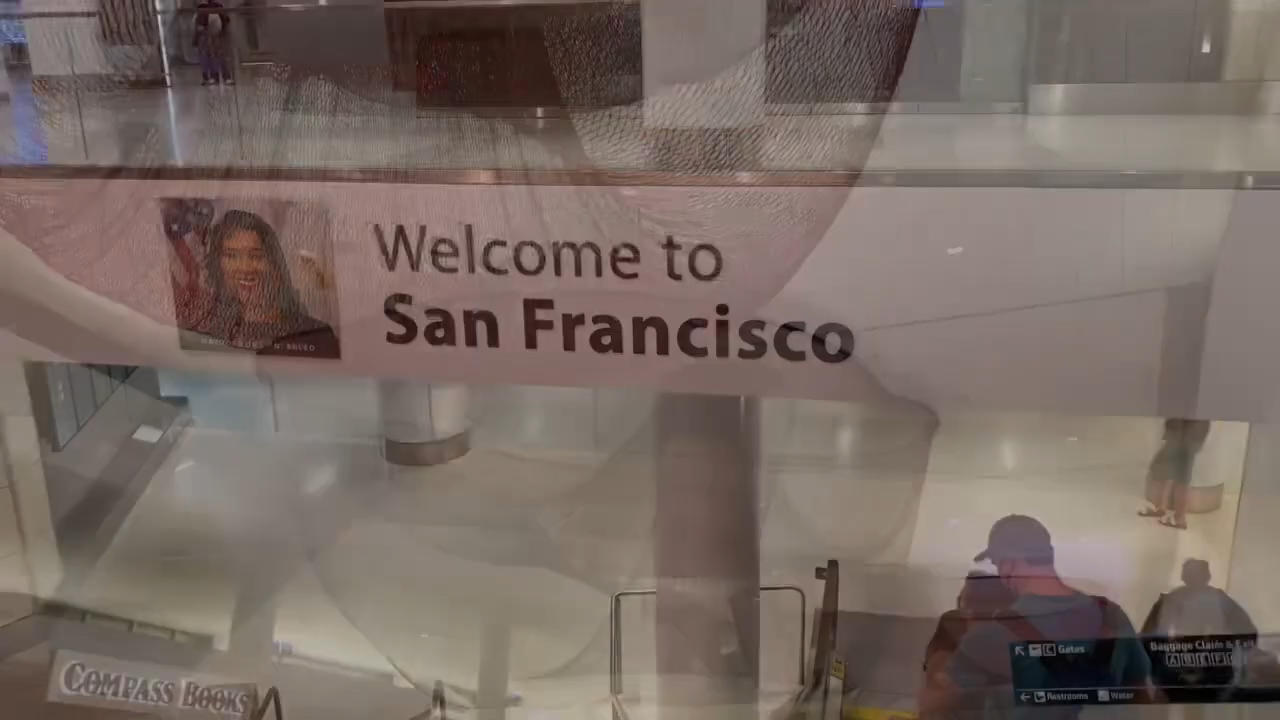 Welcome to
San Francisco
COMPASS BOOKS
Gates
Baggage Claim & Exit
Restrooms
Water